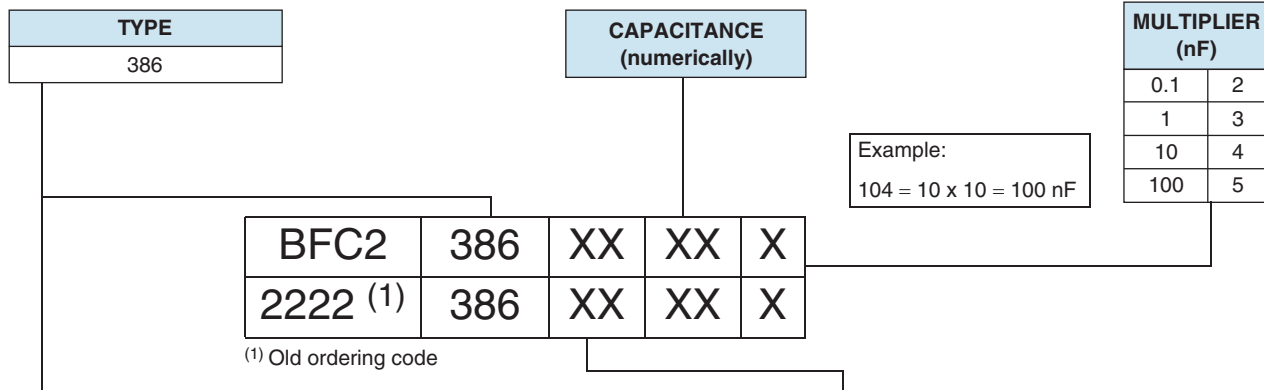 TYPE
386
CAPACITANCE
(numerically)
MULTIPLIER
(nF)
0.1 2
1 3
10 4
100 5
Example:
104 = 10 x 10 = 100 nF
BFC2 386 XX XX X
2222 (1) 386 XX XX X
(1) Old ordering code